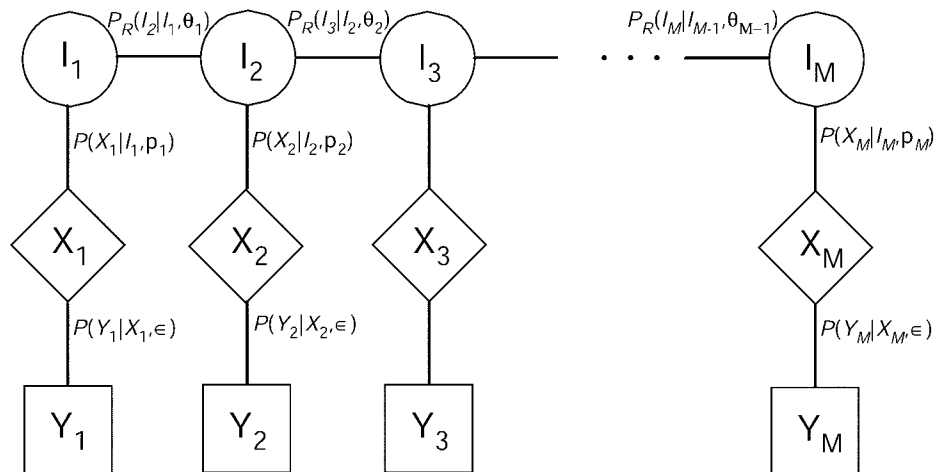 P_R(I_2|I_1,θ_1) P_R(I_3|I_2,θ_2) P_R(I_M|I_{M-1},θ_{M−1})
I_1 I_2 I_3 · · · I_M
P(X_1|I_1,p_1) P(X_2|I_2,p_2) P(X_M|I_M,p_M)
X_1 X_2 X_3 X_M
P(Y_1|X_1,∈) P(Y_2|X_2,∈) P(Y_M|X_M,∈)
Y_1 Y_2 Y_3 Y_M